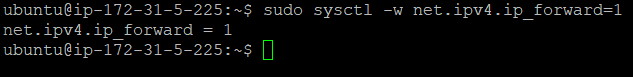 ubuntu@ip-172-31-5-225:~$ sudo sysctl -w net.ipv4.ip_forward=1
net.ipv4.ip_forward = 1
ubuntu@ip-172-31-5-225:~$